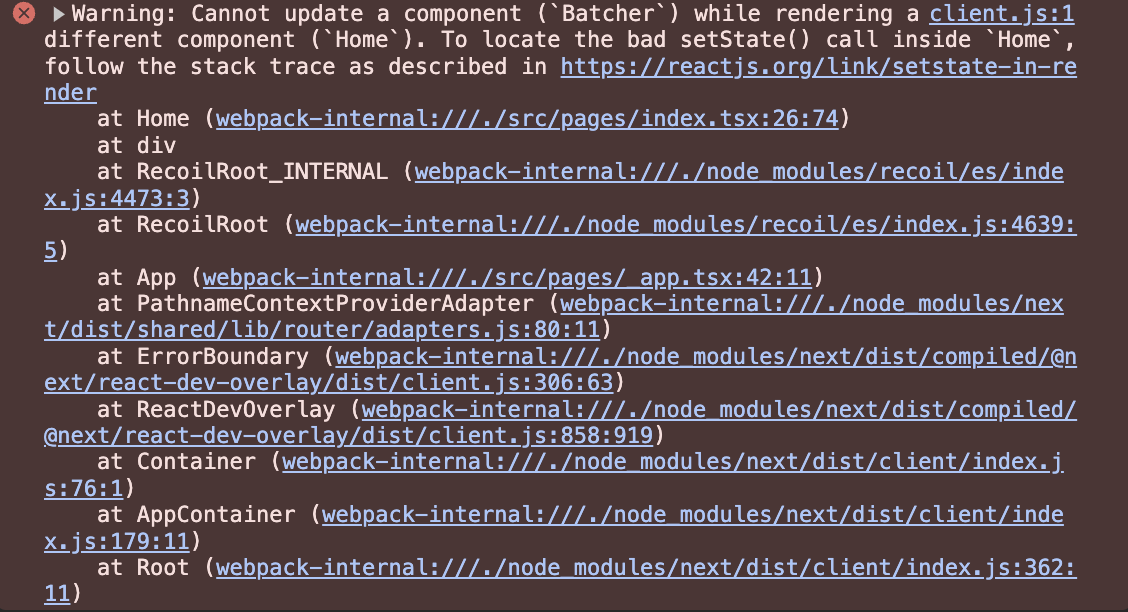 Warning: Cannot update a component (`Batcher`) while rendering a client.js:1
different component (`Home`). To locate the bad setState() call inside `Home`,
follow the stack trace as described in https://reactjs.org/link/setstate-in-re
nder
at Home (webpack-internal:///./src/pages/index.tsx:26:74)
at div
at RecoilRoot_INTERNAL (webpack-internal:///./node_modules/recoil/es/inde
x.js:4473:3)
at RecoilRoot (webpack-internal:///./node_modules/recoil/es/index.js:4639:
5)
at App (webpack-internal:///./src/pages/_app.tsx:42:11)
at PathnameContextProviderAdapter (webpack-internal:///./node_modules/nex
t/dist/shared/lib/router/adapters.js:80:11)
at ErrorBoundary (webpack-internal:///./node_modules/next/dist/compiled/@n
ext/react-dev-overlay/dist/client.js:306:63)
at ReactDevOverlay (webpack-internal:///./node_modules/next/dist/compiled/
@next/react-dev-overlay/dist/client.js:858:919)
at Container (webpack-internal:///./node_modules/next/dist/client/index.j
s:76:1)
at AppContainer (webpack-internal:///./node_modules/next/dist/client/inde
x.js:179:11)
at Root (webpack-internal:///./node_modules/next/dist/client/index.js:362:
11)